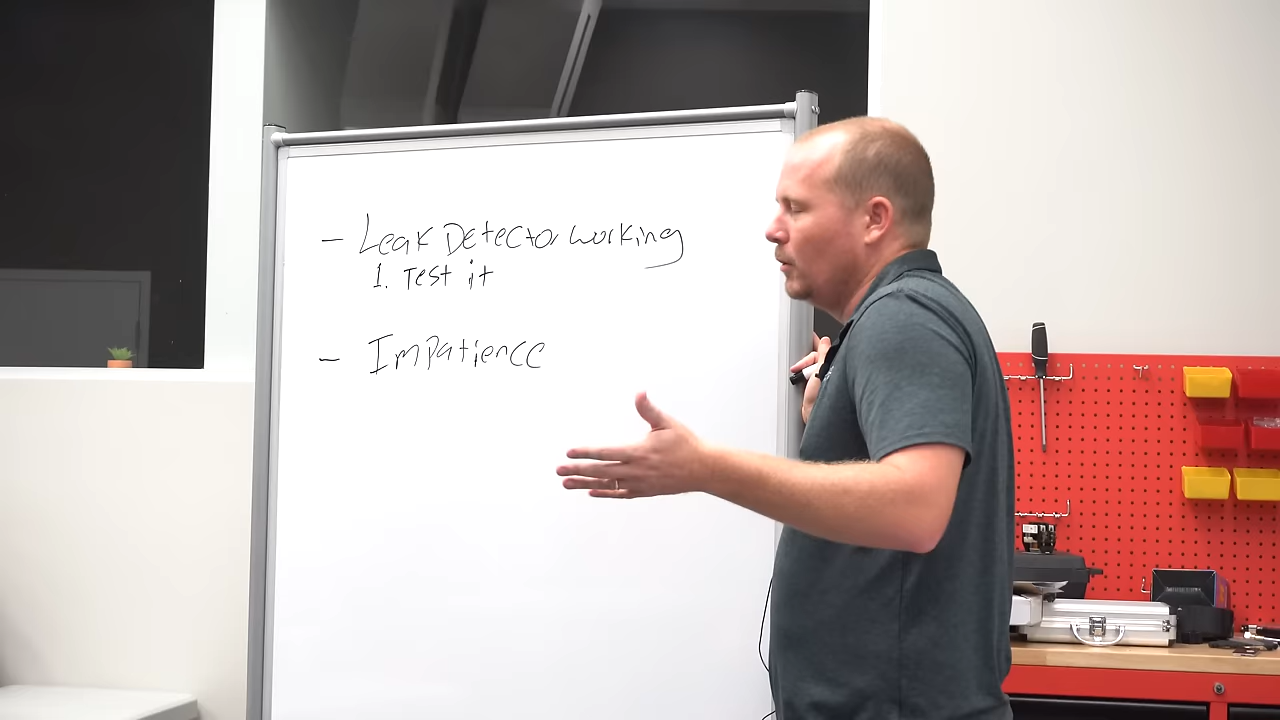 - Leak Detector working
1. Test it
- Impatience